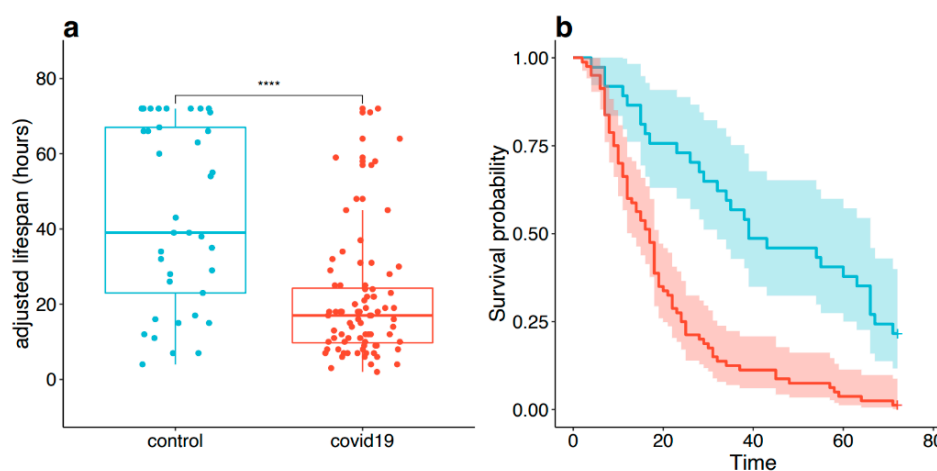 a
****
adjusted lifespan (hours)
80
60
40
20
0
control
covid19
b
Survival probability
1.00
0.75
0.50
0.25
0.00
0
20
40
60
80
Time